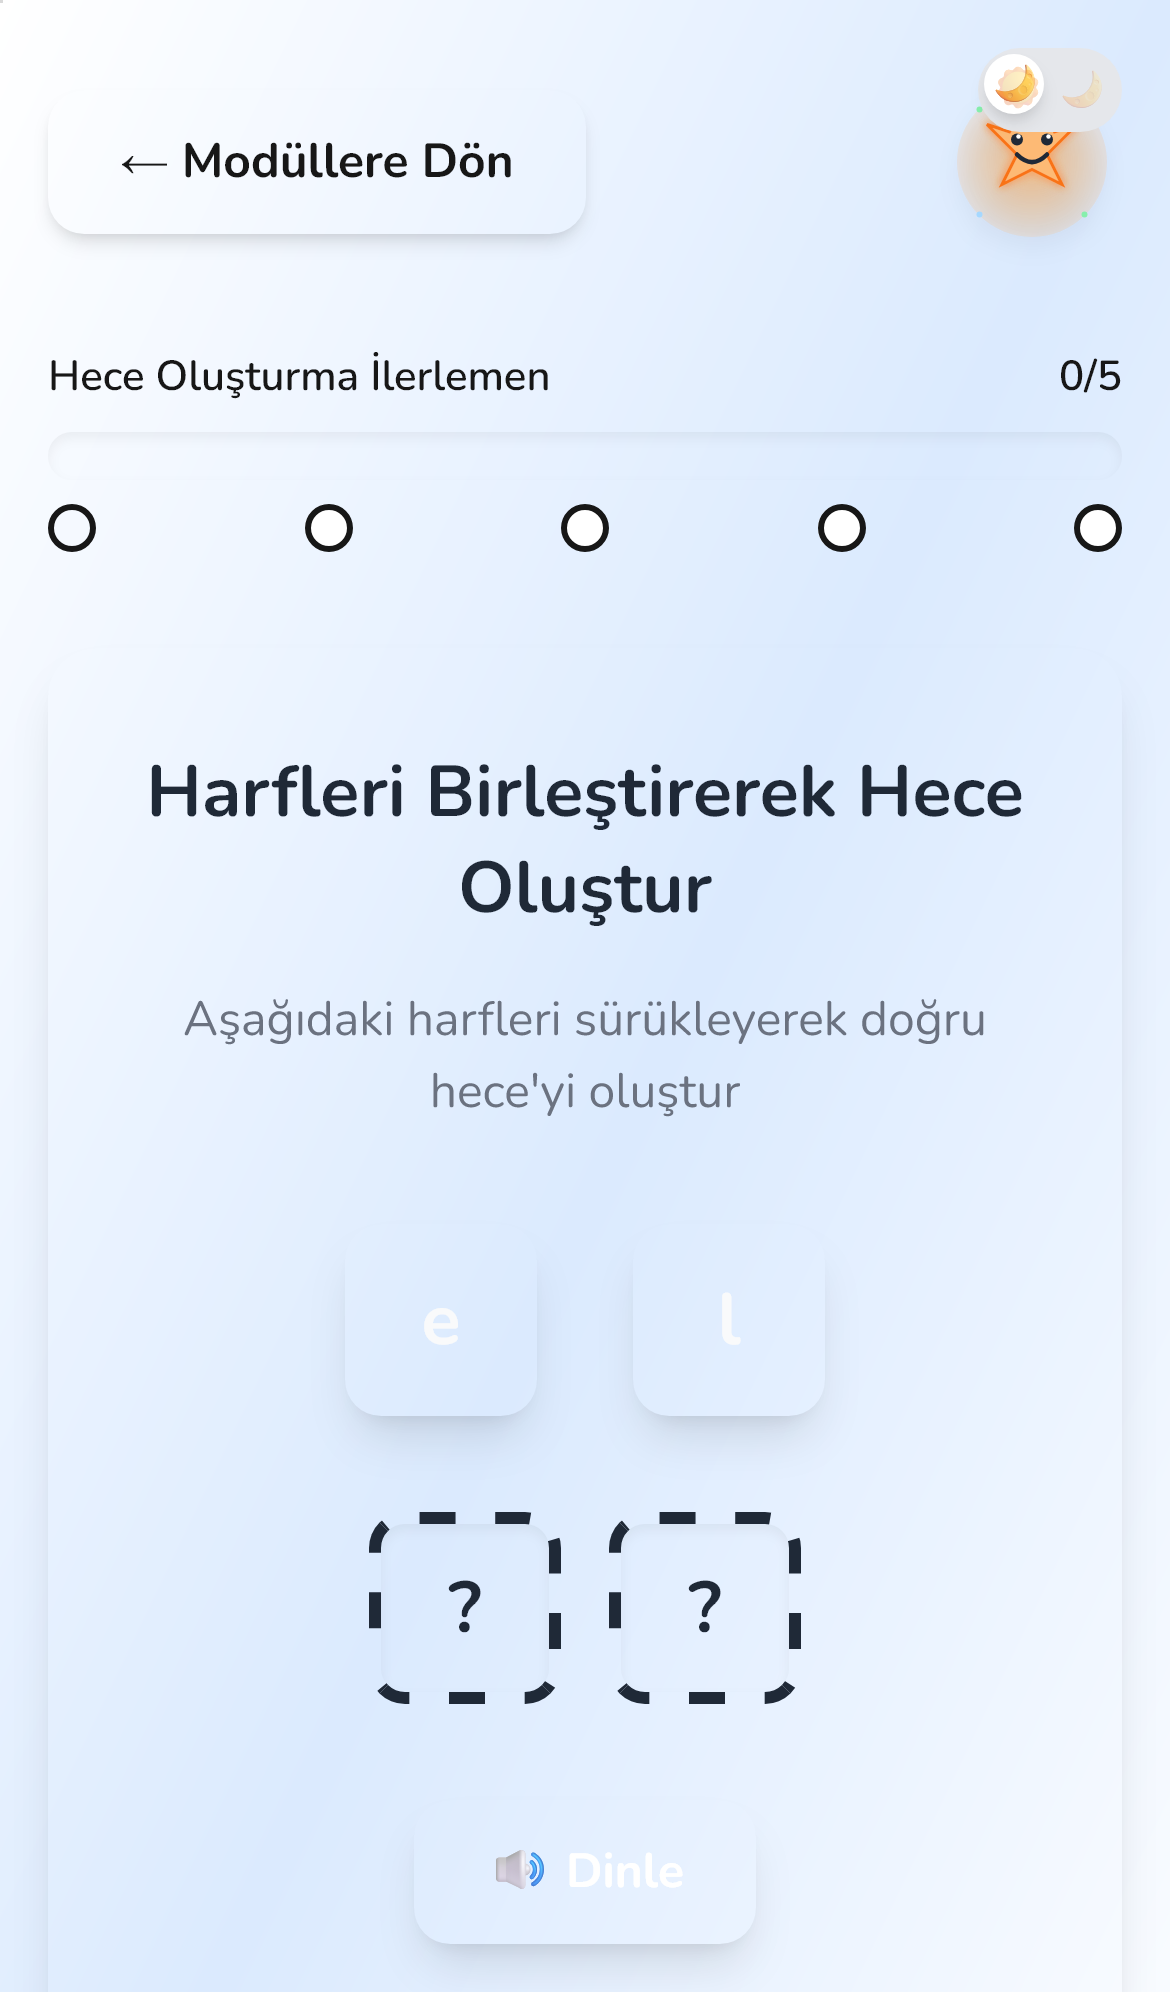 ← Modüllere Dön
Hece Oluşturma İlerlemen
0/5
Harfleri Birleştirerek Hece
Oluştur
Aşağıdaki harfleri sürükleyerek doğru
hece'yi oluştur
e l
? ?
Dinle